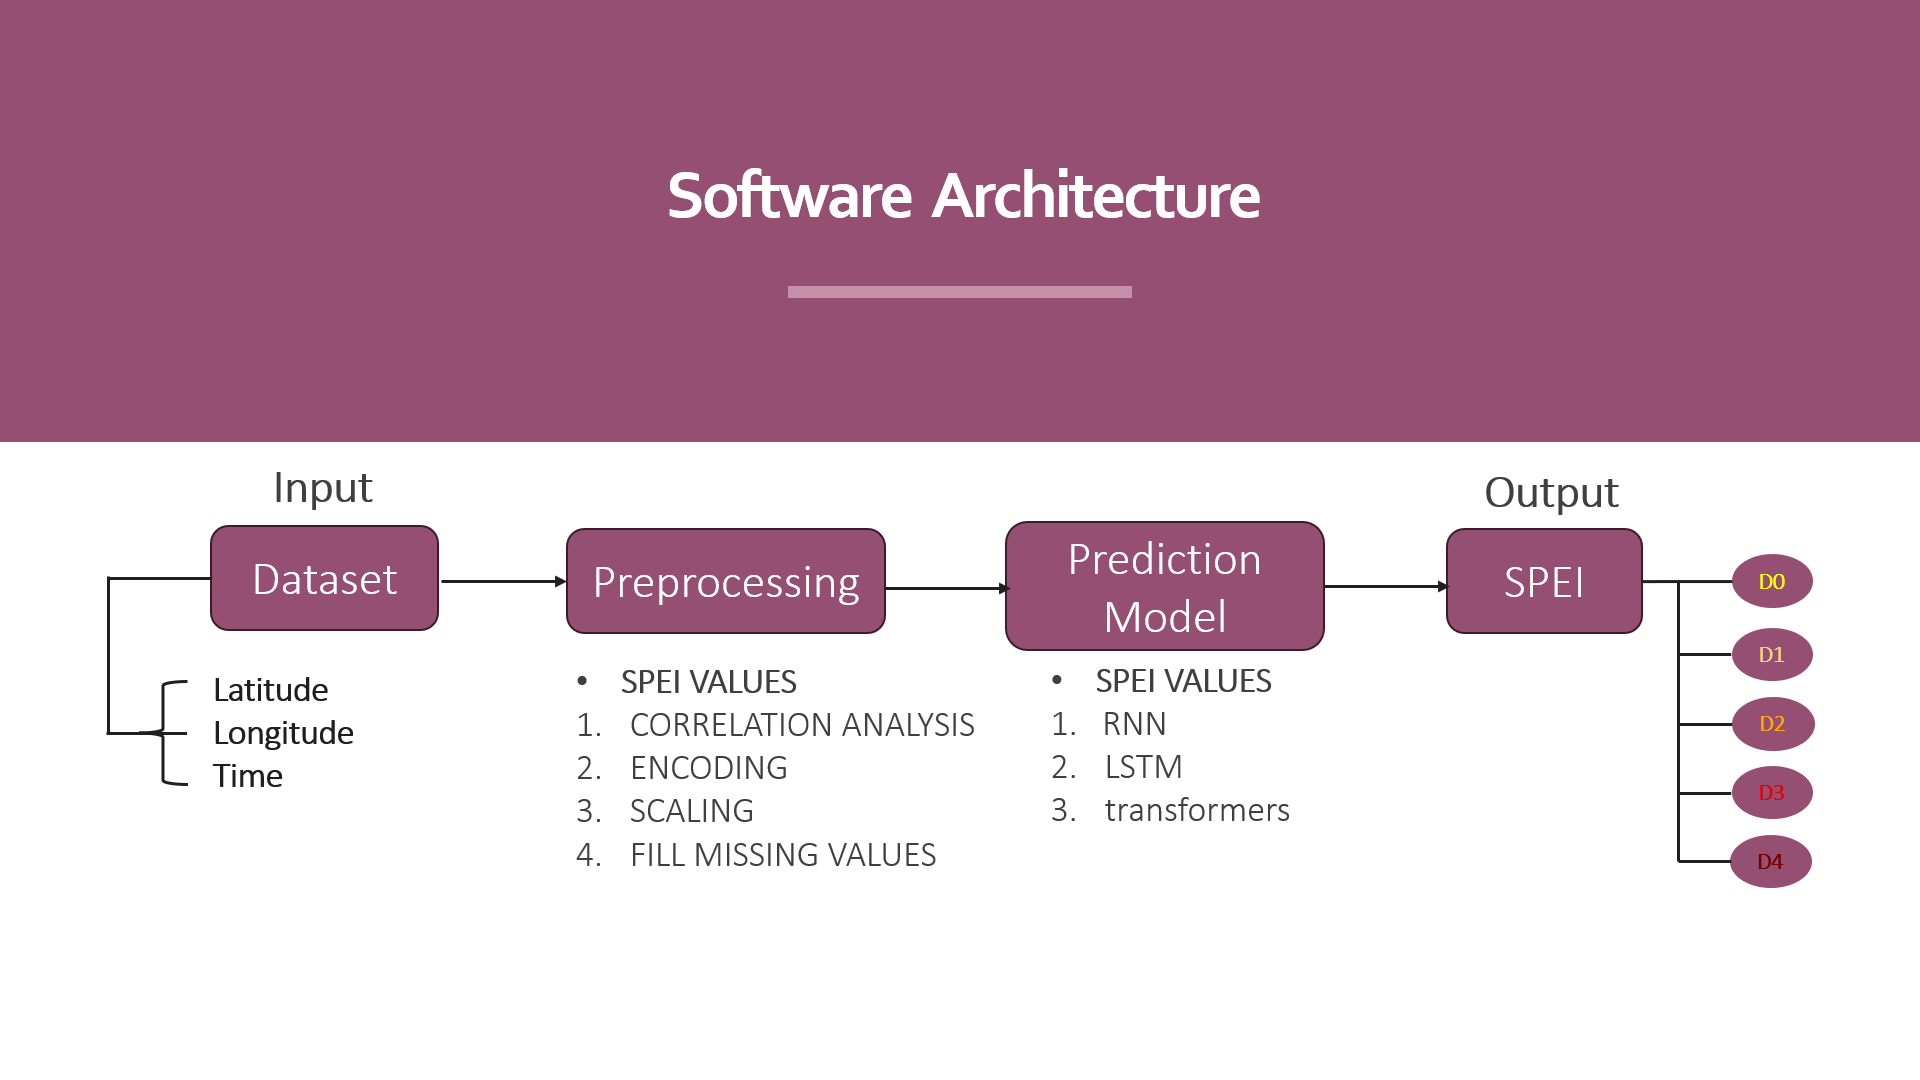 Software Architecture
Input
Output
Dataset
Preprocessing
Prediction
Model
SPEI
Latitude
Longitude
Time
• SPEI VALUES
1. CORRELATION ANALYSIS
2. ENCODING
3. SCALING
4. FILL MISSING VALUES
• SPEI VALUES
1. RNN
2. LSTM
3. transformers
D0
D1
D2
D3
D4